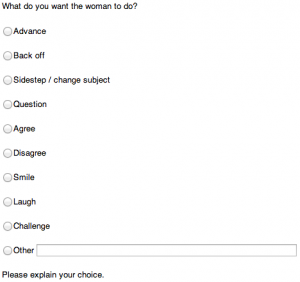 What do you want the woman to do?
Advance
Back off
Sidestep / change subject
Question
Agree
Disagree
Smile
Laugh
Challenge
Other
Please explain your choice.